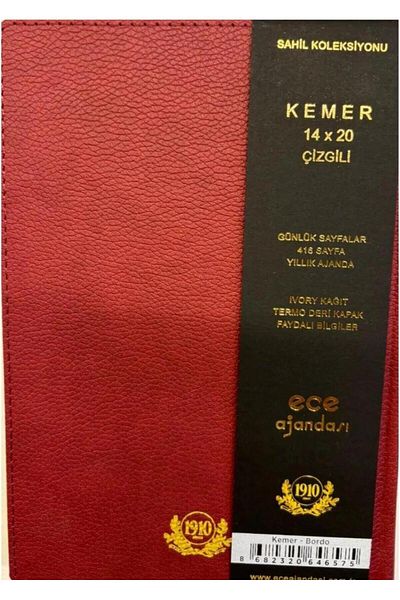 SAHİL KOLEKSİYONU
KEMER
14 x 20
ÇİZGİLİ
GÜNLÜK SAYFALAR
416 SAYFA
YILLIK AJANDA
IVORY KAĞIT
TERMO DERİ KAPAK
FAYDALI BİLGİLER
ece
ajandası
1910
1910
Kemer - Bordo
8 682320 646575
www.eceajandasi.com.tr